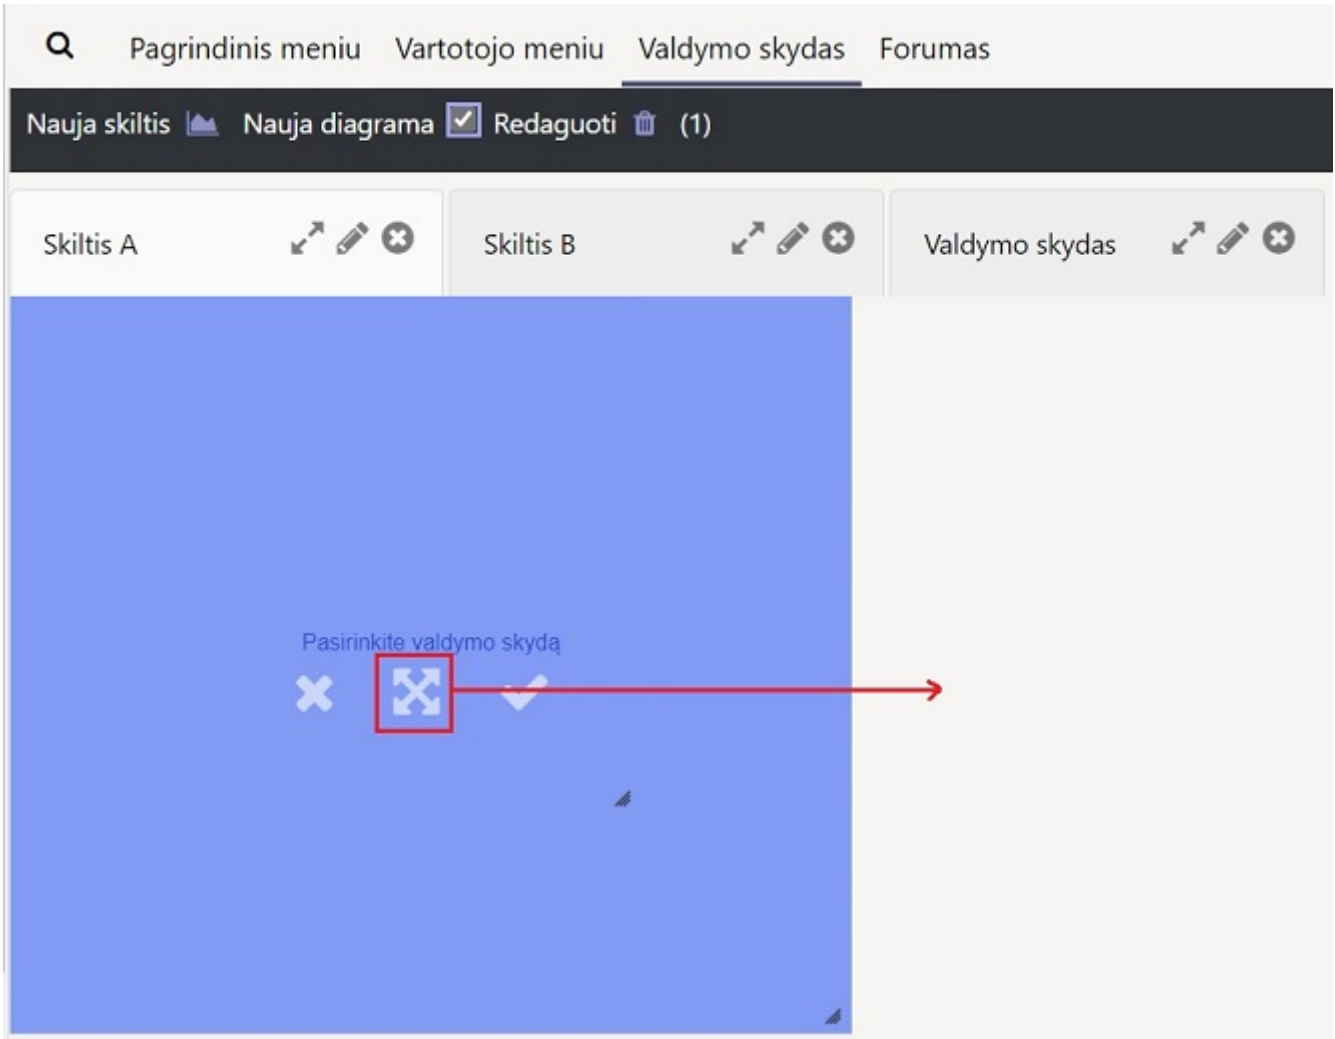 Pagrindinis meniu Vartotojo meniu Valdymo skydas Forumas
Nauja skiltis Nauja diagrama Redaguoti (1)
Skiltis A Skiltis B Valdymo skydas
Pasirinkite valdymo skydą